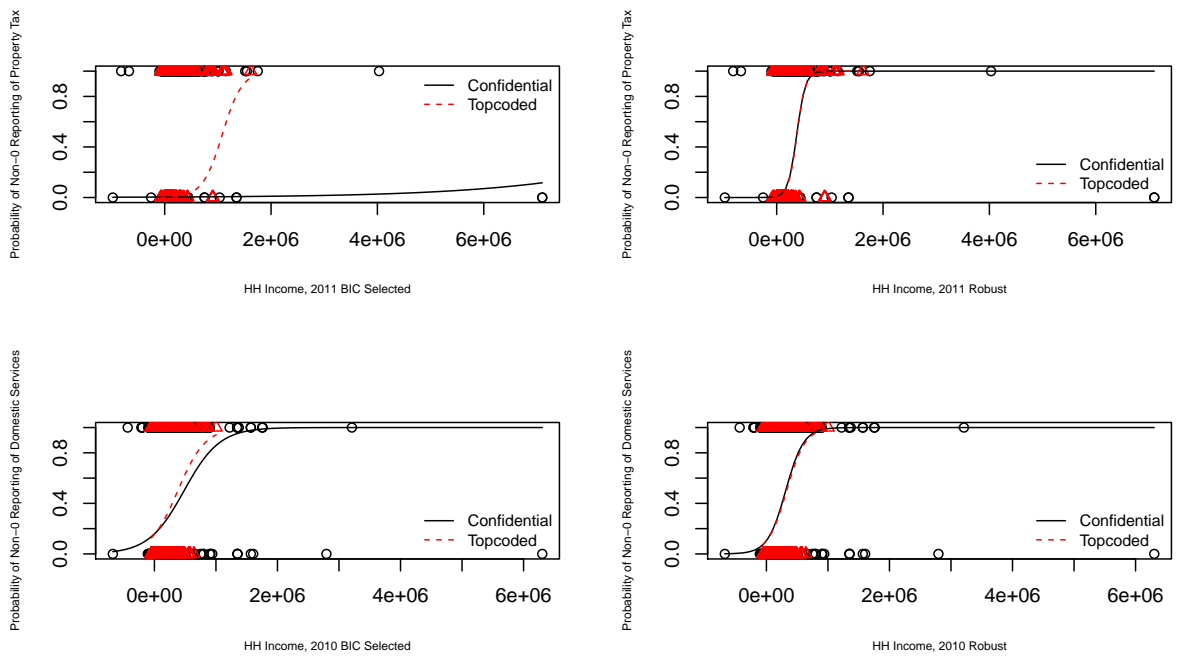 Probability of Non−0 Reporting of Property Tax
0.0 0.4 0.8
Confidential
Topcoded
0e+00 2e+06 4e+06 6e+06
HH Income, 2011 BIC Selected
Probability of Non−0 Reporting of Property Tax
0.0 0.4 0.8
Confidential
Topcoded
0e+00 2e+06 4e+06 6e+06
HH Income, 2011 Robust
Probability of Non−0 Reporting of Domestic Services
0.0 0.4 0.8
Confidential
Topcoded
0e+00 2e+06 4e+06 6e+06
HH Income, 2010 BIC Selected
Probability of Non−0 Reporting of Domestic Services
0.0 0.4 0.8
Confidential
Topcoded
0e+00 2e+06 4e+06 6e+06
HH Income, 2010 Robust